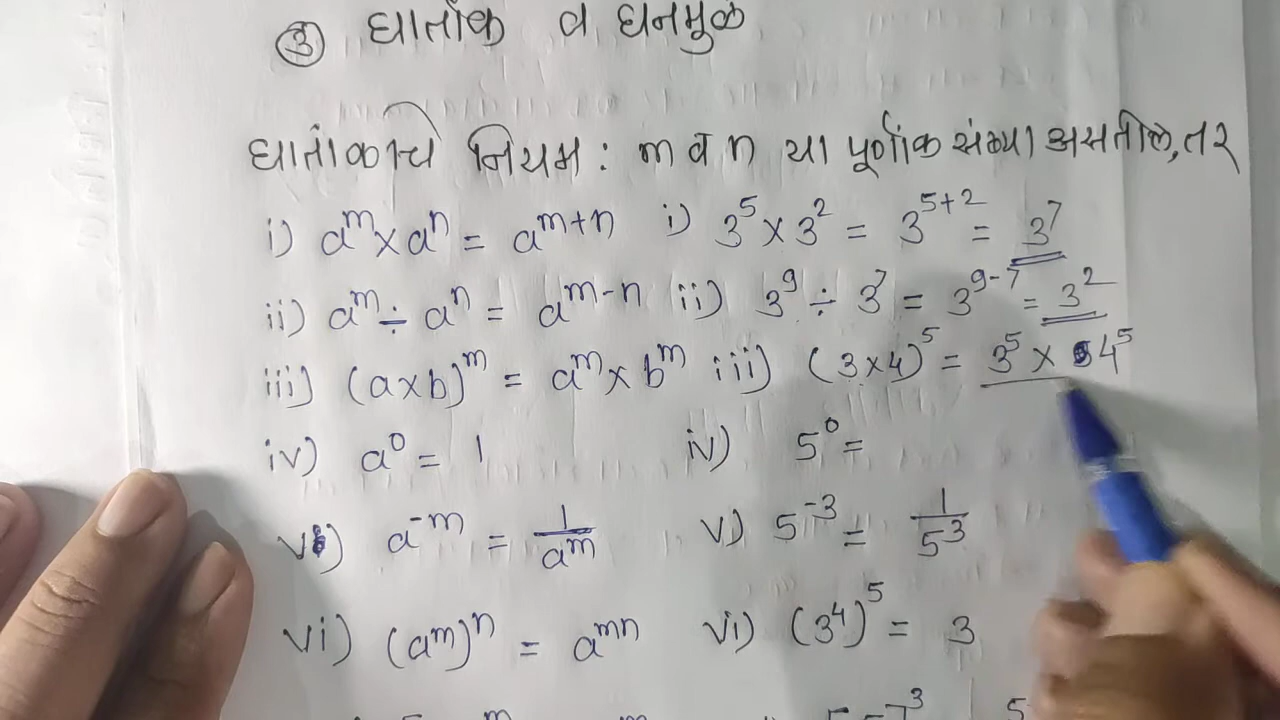 ③ घातांक व घनमुळ
घातांकाचे नियम : m व n या पूर्णांक संख्या असतील, तर
i) aᵐ × aⁿ = aᵐ⁺ⁿ i) 3⁵ × 3² = 3⁵⁺² = 3⁷
ii) aᵐ ÷ aⁿ = aᵐ⁻ⁿ ii) 3⁹ ÷ 3⁷ = 3⁹⁻⁷ = 3²
iii) (a×b)ᵐ = aᵐ × bᵐ iii) (3×4)⁵ = 3⁵ × 4⁵
iv) a⁰ = 1 iv) 5⁰ =
v) a⁻ᵐ = 1/aᵐ v) 5⁻³ = 1/5³
vi) (aᵐ)ⁿ = aᵐⁿ vi) (3⁴)⁵ = 3